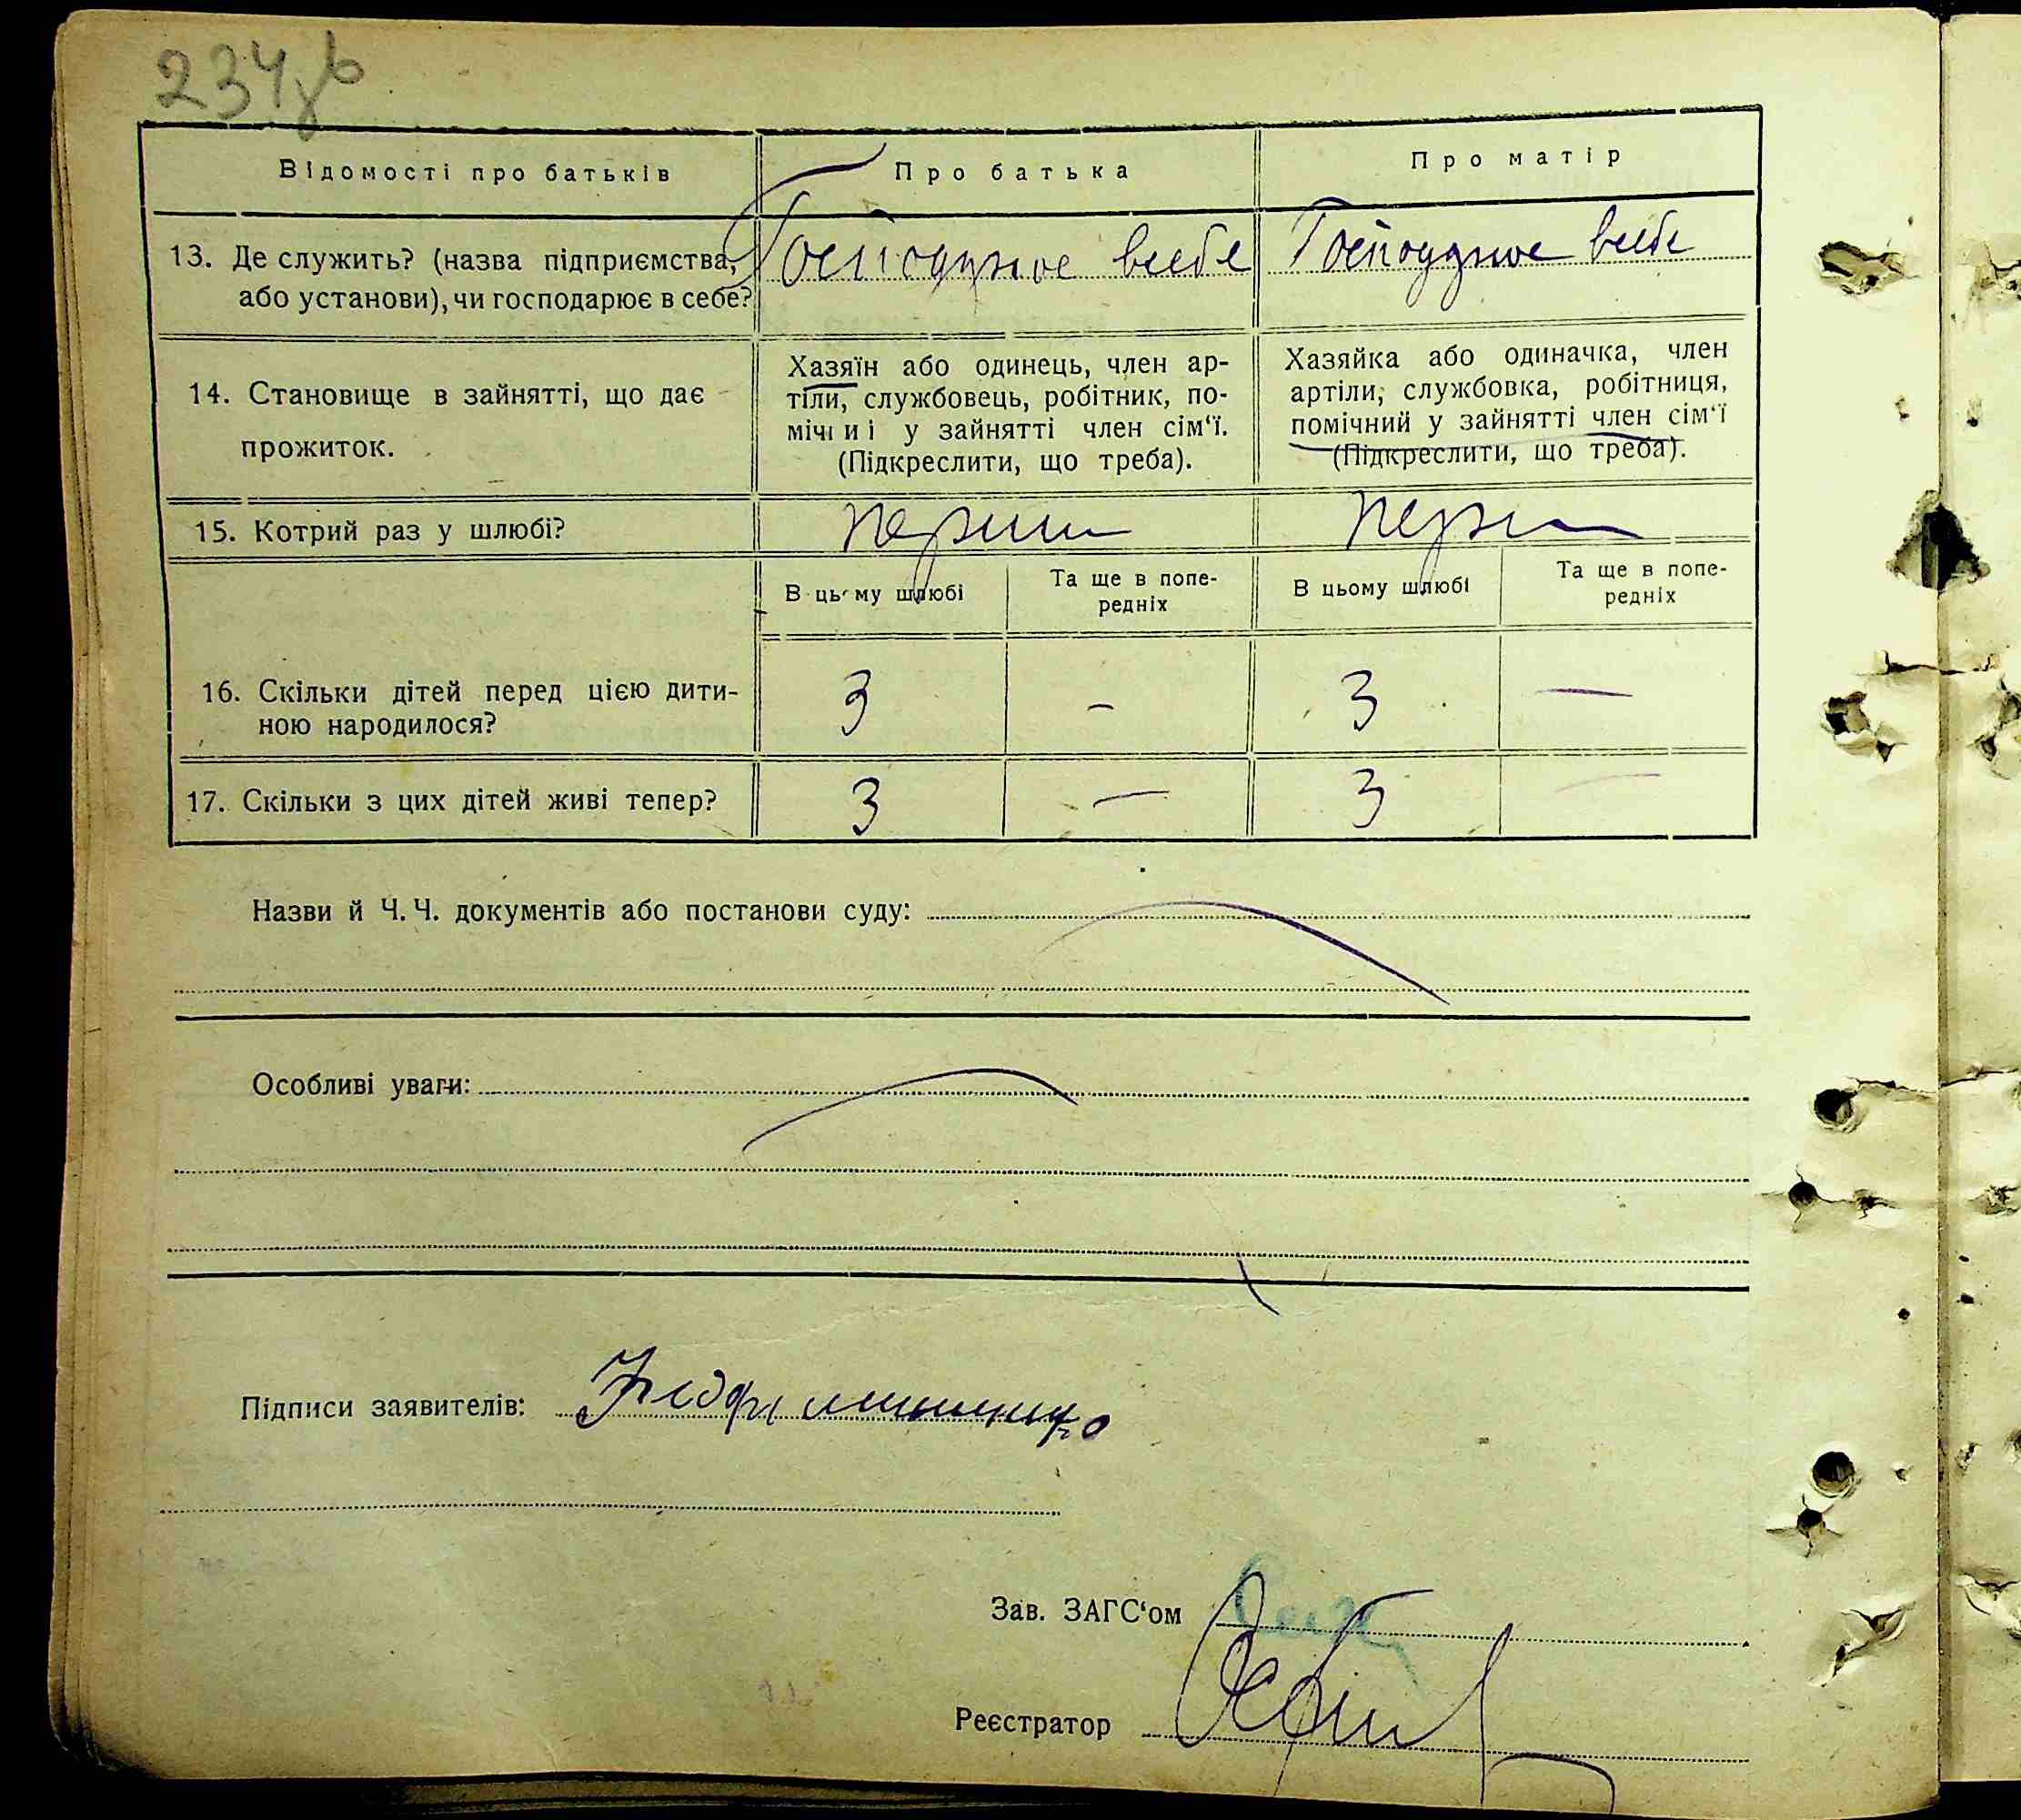 234зв
Відомості про батьків
Про батька
Про матір
13. Де служить? (назва підприємства,
або установи), чи господарює в себе?
Господарює в себе
Господарює в себе
14. Становище в зайнятті, що дає
прожиток.
Хазяїн або одинець, член ар-
тіли, службовець, робітник, по-
мічний у зайнятті член сім‘ї.
(Підкреслити, що треба).
Хазяйка або одиначка, член
артіли, службовка, робітниця,
помічний у зайнятті член сім‘ї
(Підкреслити, що треба).
15. Котрий раз у шлюбі?
перший
перший
В цьому шлюбі
Та ще в попе-
редніх
В цьому шлюбі
Та ще в попе-
редніх
16. Скільки дітей перед цією дити-
ною народилося?
3
-
3
—
17. Скільки з цих дітей живі тепер?
3
—
3
—
Назви й Ч. Ч. документів або постанови суду:
Особливі уваги:
Підписи заявителів:
Зав. ЗАГС‘ом
Реєстратор